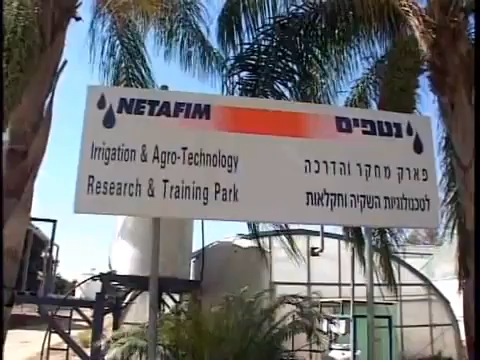 NETAFIM נטפים
Irrigation & Agro-Technology
Research & Training Park
פארק מחקר והדרכה
לטכנולוגיות השקיה וחקלאות